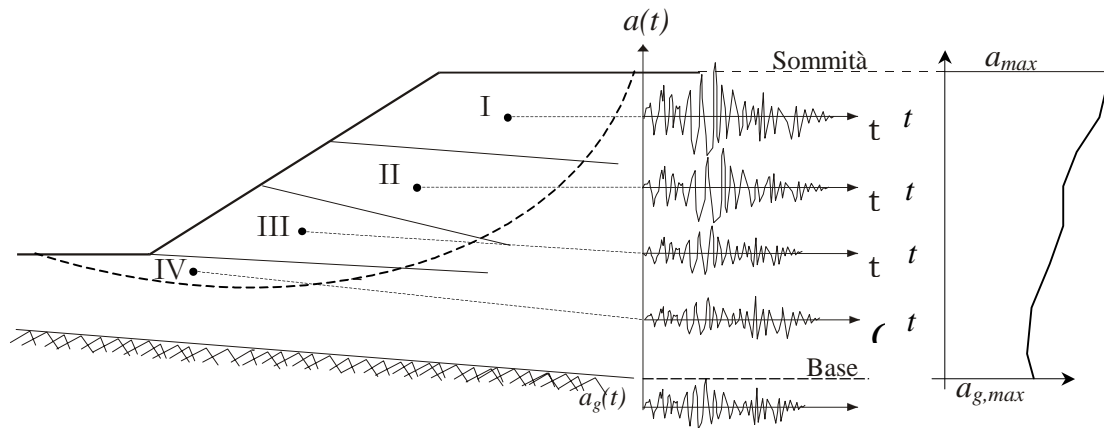 a(t)
Sommità
a_max
I
t t
II
t t
III
t t
IV
( t
Base
a_g(t)
a_g,max